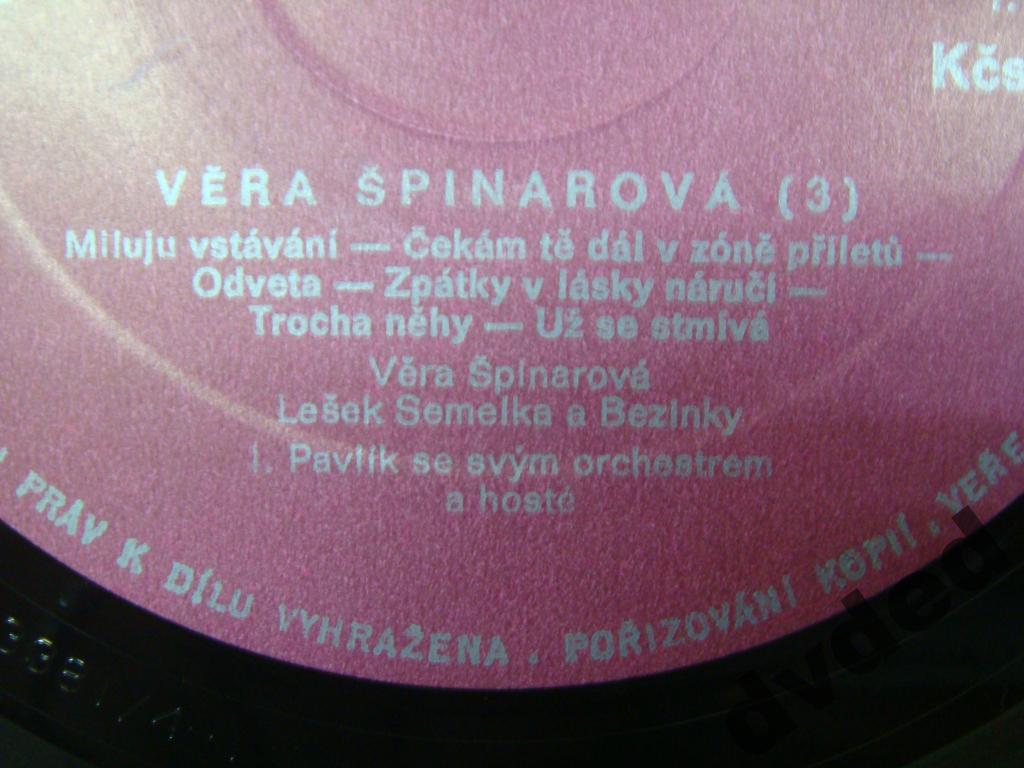 Kčs
VĚRA ŠPINAROVÁ (3)
Miluju vstávání — Čekám tě dál v zóně příletů —
Odveta — Zpátky v lásky náručí —
Trocha něhy — Už se stmívá
Věra Špinarová
Lešek Semelka a Bezinky
I. Pavlík se svým orchestrem
a hosté
PRÁV K DÍLU VYHRAŽENA . POŘIZOVÁNÍ KOPIÍ , VEŘE
dvded